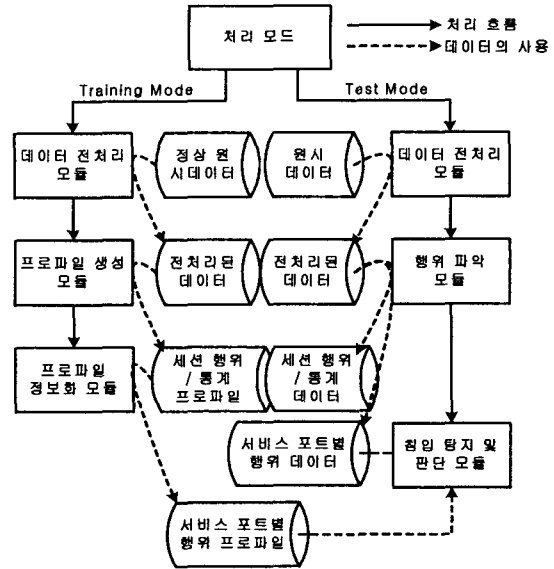 처리 모드
처리 흐름
데이터의 사용
Training Mode
Test Mode
데이터 전처리
모듈
정상 원
시데이터
원시
데이터
데이터 전처리
모듈
프로파일 생성
모듈
전처리된
데이터
전처리된
데이터
행위 파악
모듈
프로파일
정보화 모듈
세션 행위
/ 통계
프로파일
세션 행위
/ 통계
데이터
서비스 포트별
행위 데이터
침입 탐지 및
판단 모듈
서비스 포트별
행위 프로파일